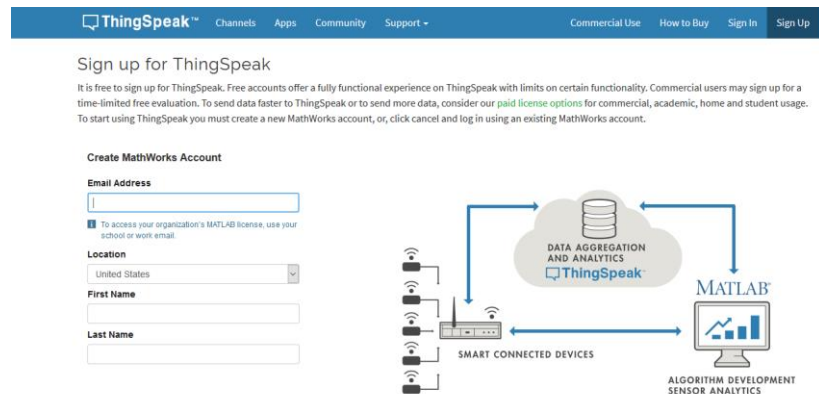 ThingSpeak™ Channels Apps Community Support Commercial Use How to Buy Sign In Sign Up
Sign up for ThingSpeak
It is free to sign up for ThingSpeak. Free accounts offer a fully functional experience on ThingSpeak with limits on certain functionality. Commercial users may sign up for a
time-limited free evaluation. To send data faster to ThingSpeak or to send more data, consider our paid license options for commercial, academic, home and student usage.
To start using ThingSpeak you must create a new MathWorks account, or, click cancel and log in using an existing MathWorks account.
Create MathWorks Account
Email Address
To access your organization's MATLAB license, use your
school or work email.
Location
United States
First Name
Last Name
DATA AGGREGATION
AND ANALYTICS
ThingSpeak™
MATLAB®
SMART CONNECTED DEVICES
ALGORITHM DEVELOPMENT
SENSOR ANALYTICS